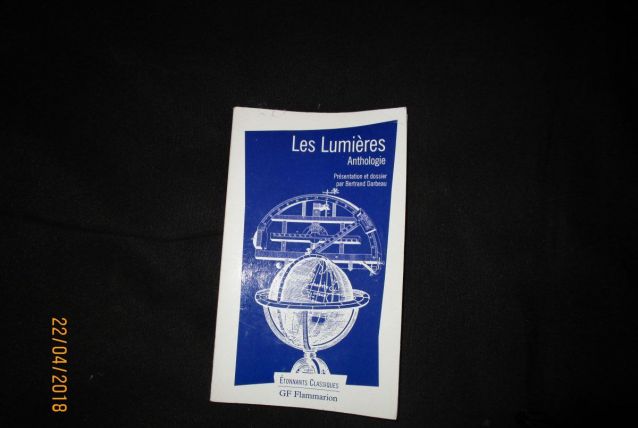 Les Lumières
Anthologie
Présentation et dossier
par Bertrand Darbeau
ÉTONNANTS CLASSIQUES
GF Flammarion
22/04/2018